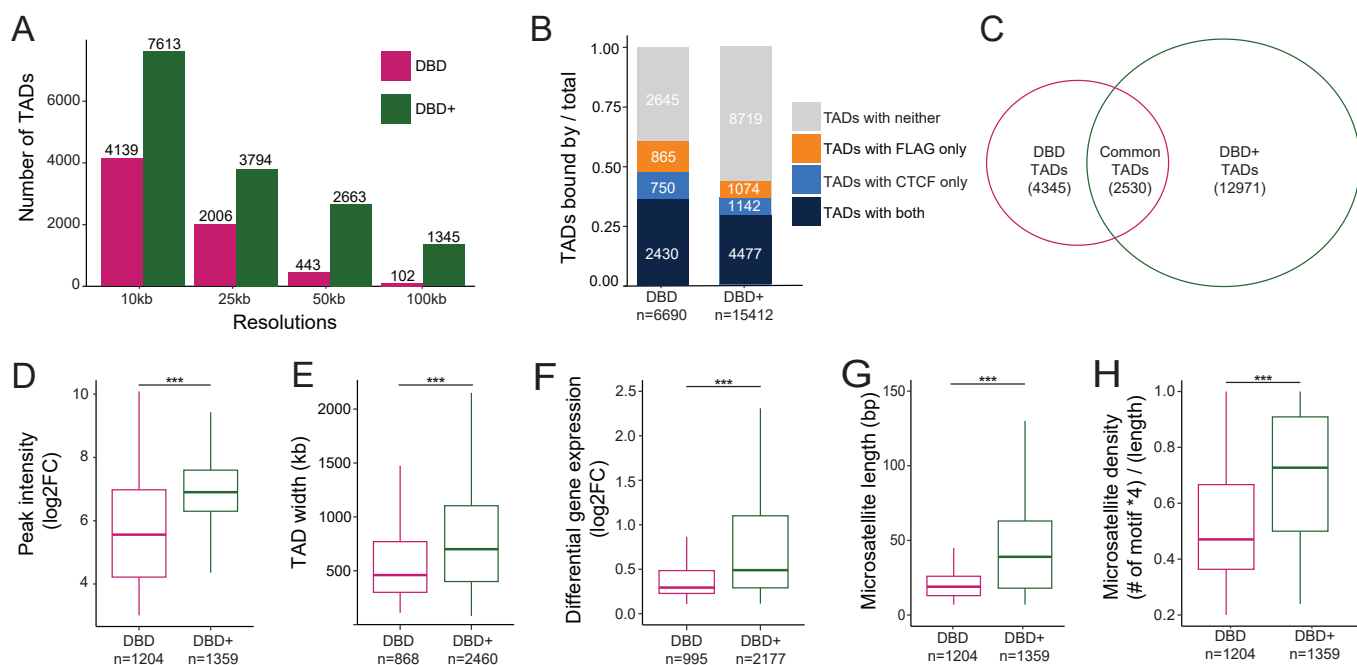 A
Number of TADs
6000
4000
2000
0
4139
7613
2006
3794
443
2663
102
1345
10kb
25kb
50kb
100kb
Resolutions
DBD
DBD+
B
TADs bound by / total
1.00
0.75
0.50
0.25
0.00
2645
865
750
2430
8719
1074
1142
4477
DBD
n=6690
DBD+
n=15412
TADs with neither
TADs with FLAG only
TADs with CTCF only
TADs with both
C
DBD
TADs
(4345)
Common
TADs
(2530)
DBD+
TADs
(12971)
D
Peak intensity
(log2FC)
10
8
6
4
***
DBD
n=1204
DBD+
n=1359
E
TAD width (kb)
2000
1500
1000
500
***
DBD
n=868
DBD+
n=2460
F
Differential gene expression
(log2FC)
2.5
2.0
1.5
1.0
0.5
0.0
***
DBD
n=995
DBD+
n=2177
G
Microsatellite length (bp)
150
100
50
0
***
DBD
n=1204
DBD+
n=1359
H
Microsatellite density
(# of motif *4) / (length)
1.0
0.8
0.6
0.4
0.2
***
DBD
n=1204
DBD+
n=1359